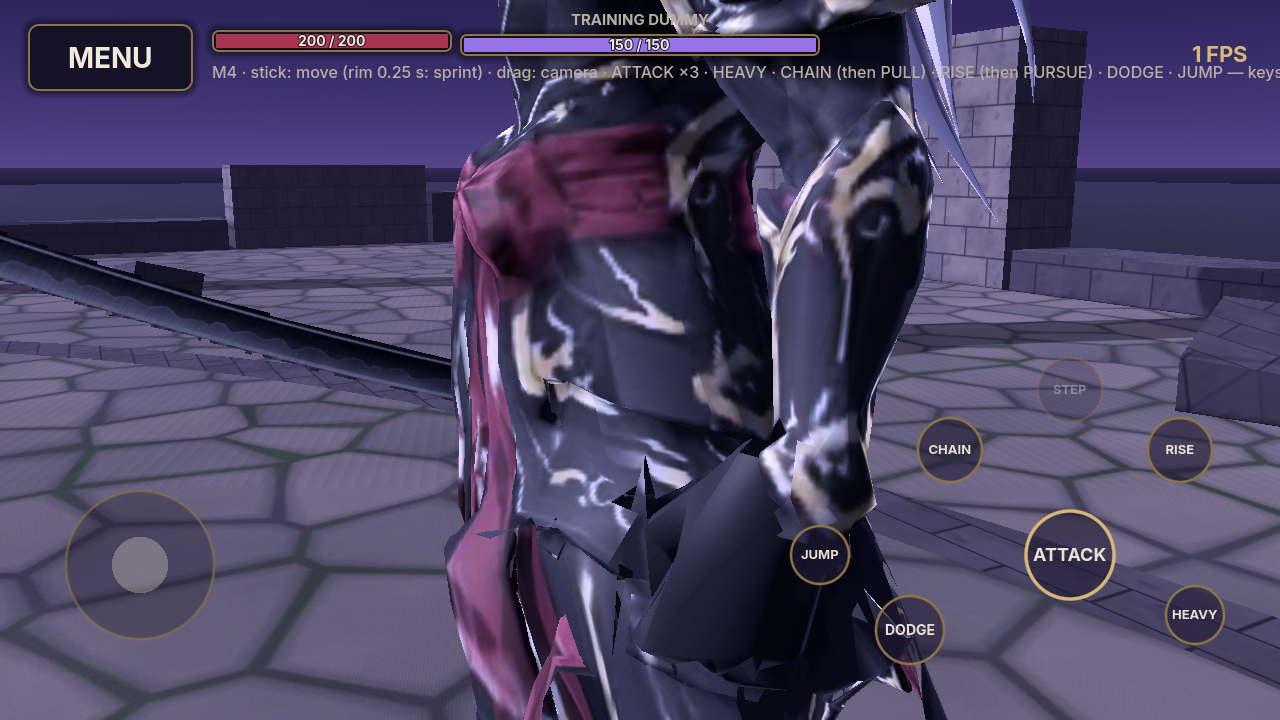 TRAINING DUMMY
MENU
200 / 200
150 / 150
1 FPS
M4 · stick: move (rim 0.25 s: sprint) · drag: camera · ATTACK ×3 · HEAVY · CHAIN (then PULL) · RISE (then PURSUE) · DODGE · JUMP — keys
STEP
CHAIN
RISE
JUMP
ATTACK
HEAVY
DODGE